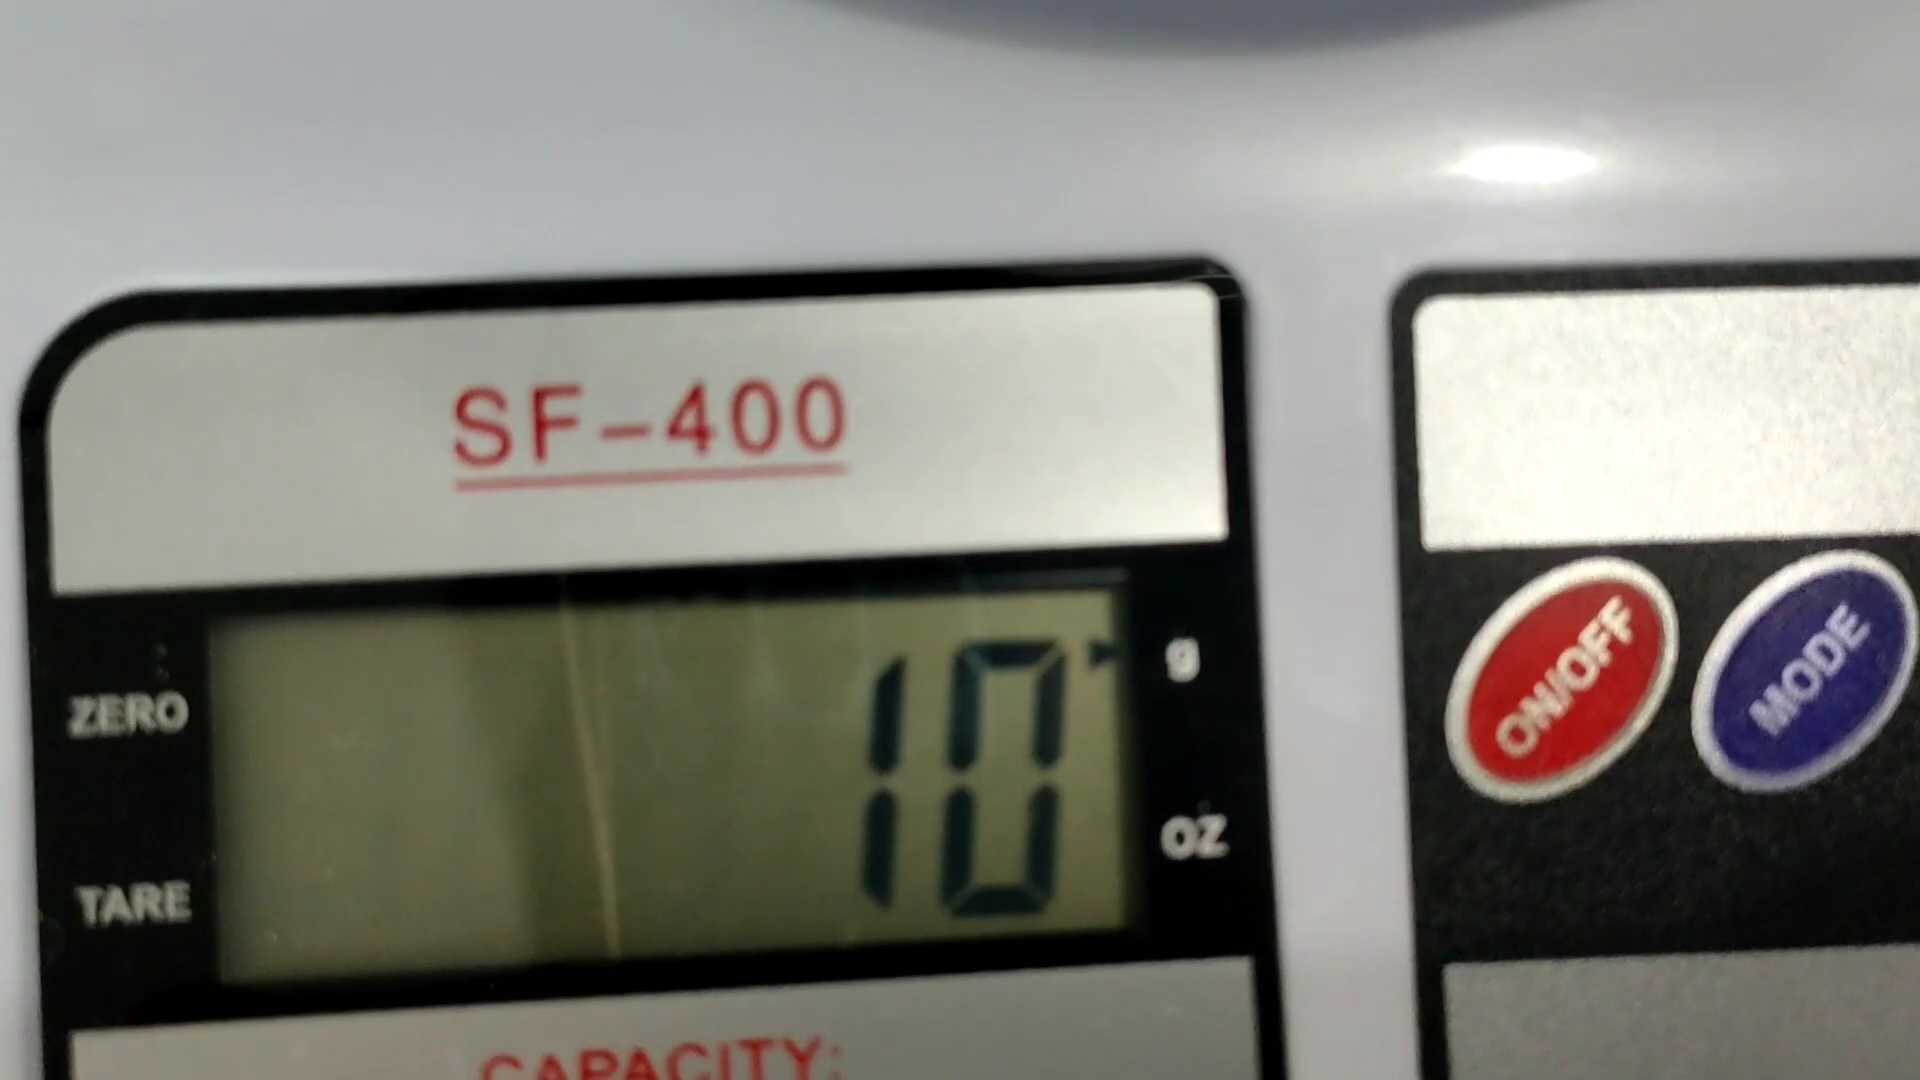 SF-400
10 g
ZERO
oz
TARE
CAPACITY:
ON/OFF
MODE